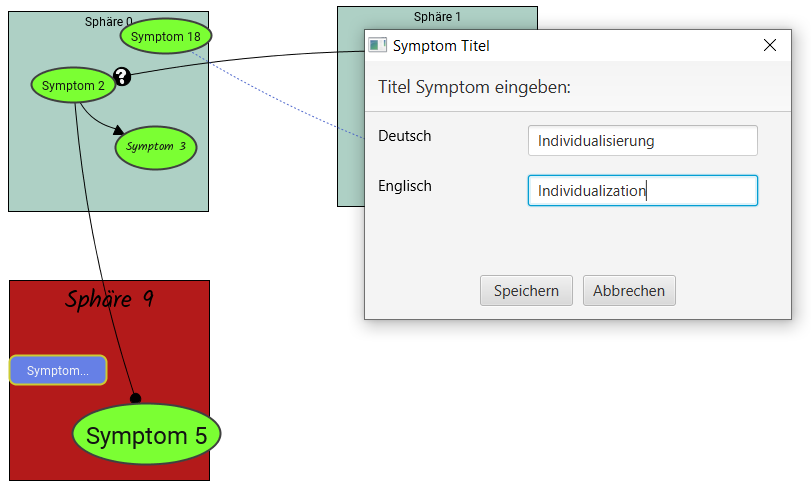 Sphäre 0
Sphäre 1
Symptom 18
Symptom 2
?
Symptom 3
Symptom Titel
Titel Symptom eingeben:
Deutsch
Individualisierung
Englisch
Individualization
Speichern
Abbrechen
Sphäre 9
Symptom...
Symptom 5